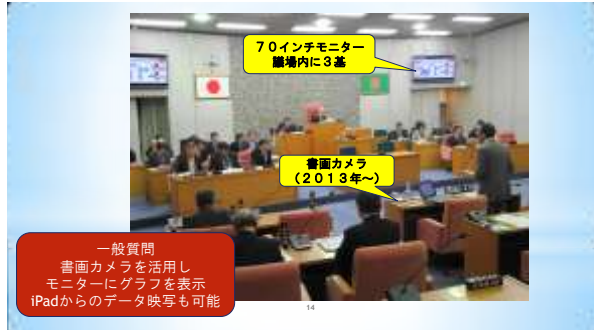 70インチモニター
議場内に3基
書画カメラ
(2013年~)
一般質問
書画カメラを活用し
モニターにグラフを表示
iPadからのデータ映写も可能
14